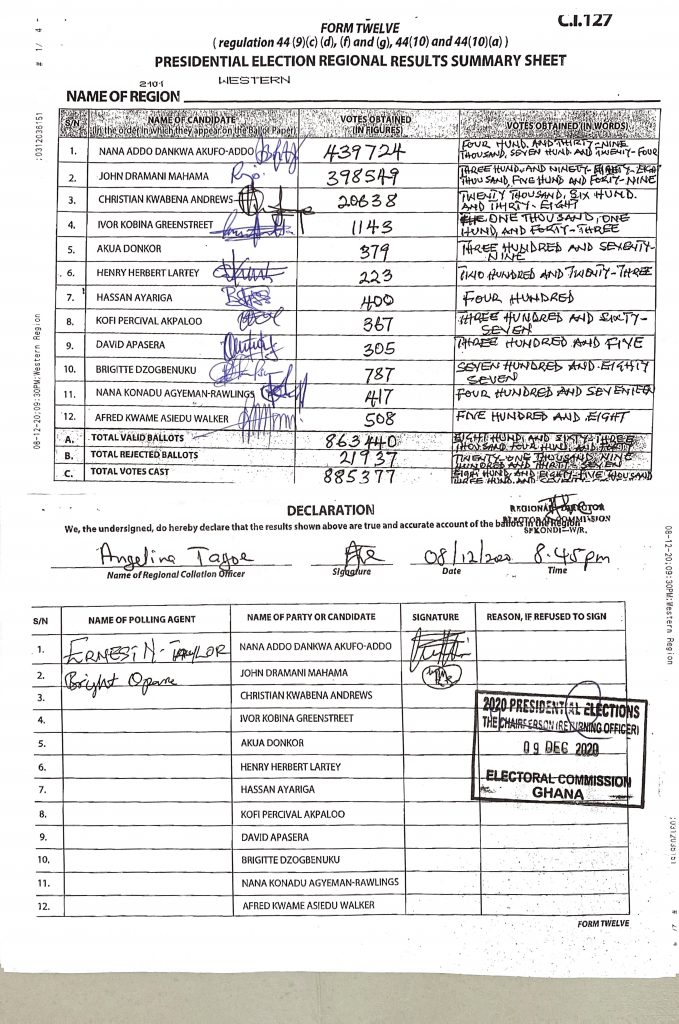 C.I.127
FORM TWELVE
( regulation 44 (9)(c) (d), (f) and (g), 44(10) and 44(10)(a) )
PRESIDENTIAL ELECTION REGIONAL RESULTS SUMMARY SHEET
2101 WESTERN
NAME OF REGION
S/N NAME OF CANDIDATE (In the order in which they appear on the Ballot Paper) VOTES OBTAINED (IN FIGURES) VOTES OBTAINED (IN WORDS)
1. NANA ADDO DANKWA AKUFO-ADDO 439724 FOUR HUND. AND THIRTY-NINE
THOUSAND, SEVEN HUND AND TWENTY-FOUR
2. JOHN DRAMANI MAHAMA 398549 THREE HUND. AND NINETY-EIGHT
THOUSAND, FIVE HUND AND FORTY-NINE
3. CHRISTIAN KWABENA ANDREWS 20638 TWENTY THOUSAND, SIX HUND.
AND THIRTY-EIGHT
4. IVOR KOBINA GREENSTREET 1143 ONE THOUSAND, ONE
HUND, AND FORTY-THREE
5. AKUA DONKOR 379 THREE HUNDRED AND SEVENTY-
NINE
6. HENRY HERBERT LARTEY 223 TWO HUNDRED AND TWENTY-THREE
7. HASSAN AYARIGA 400 FOUR HUNDRED
8. KOFI PERCIVAL AKPALOO 367 THREE HUNDRED AND SIXTY-
SEVEN
9. DAVID APASERA 305 THREE HUNDRED AND FIVE
10. BRIGITTE DZOGBENUKU 787 SEVEN HUNDRED AND EIGHTY
SEVEN
11. NANA KONADU AGYEMAN-RAWLINGS 417 FOUR HUNDRED AND SEVENTEEN
12. AFRED KWAME ASIEDU WALKER 508 FIVE HUNDRED AND EIGHT
A. TOTAL VALID BALLOTS 863440 EIGHT HUND, AND SIXTY-THREE
THOUSAND, FOUR HUND, AND FORTY
B. TOTAL REJECTED BALLOTS 21937 TWENTY-ONE THOUSAND, NINE
HUNDRED AND THIRTY-SEVEN
C. TOTAL VOTES CAST 885377 EIGHT HUND, AND EIGHTY-FIVE THOUSAND
THREE HUND, AND
DECLARATION
REGIONAL DIRECTOR
ELECTORAL COMMISSION
SEKONDI-W/R.
We, the undersigned, do hereby declare that the results shown above are true and accurate account of the ballots in the Region
Angelina Tagoe 08/12/2020 8:45pm
Name of Regional Collation Officer Signature Date Time
S/N NAME OF POLLING AGENT NAME OF PARTY OR CANDIDATE SIGNATURE REASON, IF REFUSED TO SIGN
1. ERNEST N. TAYLOR NANA ADDO DANKWA AKUFO-ADDO
2. Bright Opare JOHN DRAMANI MAHAMA
3. CHRISTIAN KWABENA ANDREWS
4. IVOR KOBINA GREENSTREET
5. AKUA DONKOR
6. HENRY HERBERT LARTEY
7. HASSAN AYARIGA
8. KOFI PERCIVAL AKPALOO
9. DAVID APASERA
10. BRIGITTE DZOGBENUKU
11. NANA KONADU AGYEMAN-RAWLINGS
12. AFRED KWAME ASIEDU WALKER
2020 PRESIDENTIAL ELECTIONS
THE CHAIRPERSON (RETURNING OFFICER)
09 DEC 2020
ELECTORAL COMMISSION
GHANA
FORM TWELVE
08-12-20;09:30PM;Western Region
;0312036151
# 1/ 4
08-12-20;09:30PM;Western Region
;0312036151
# 2/ 4